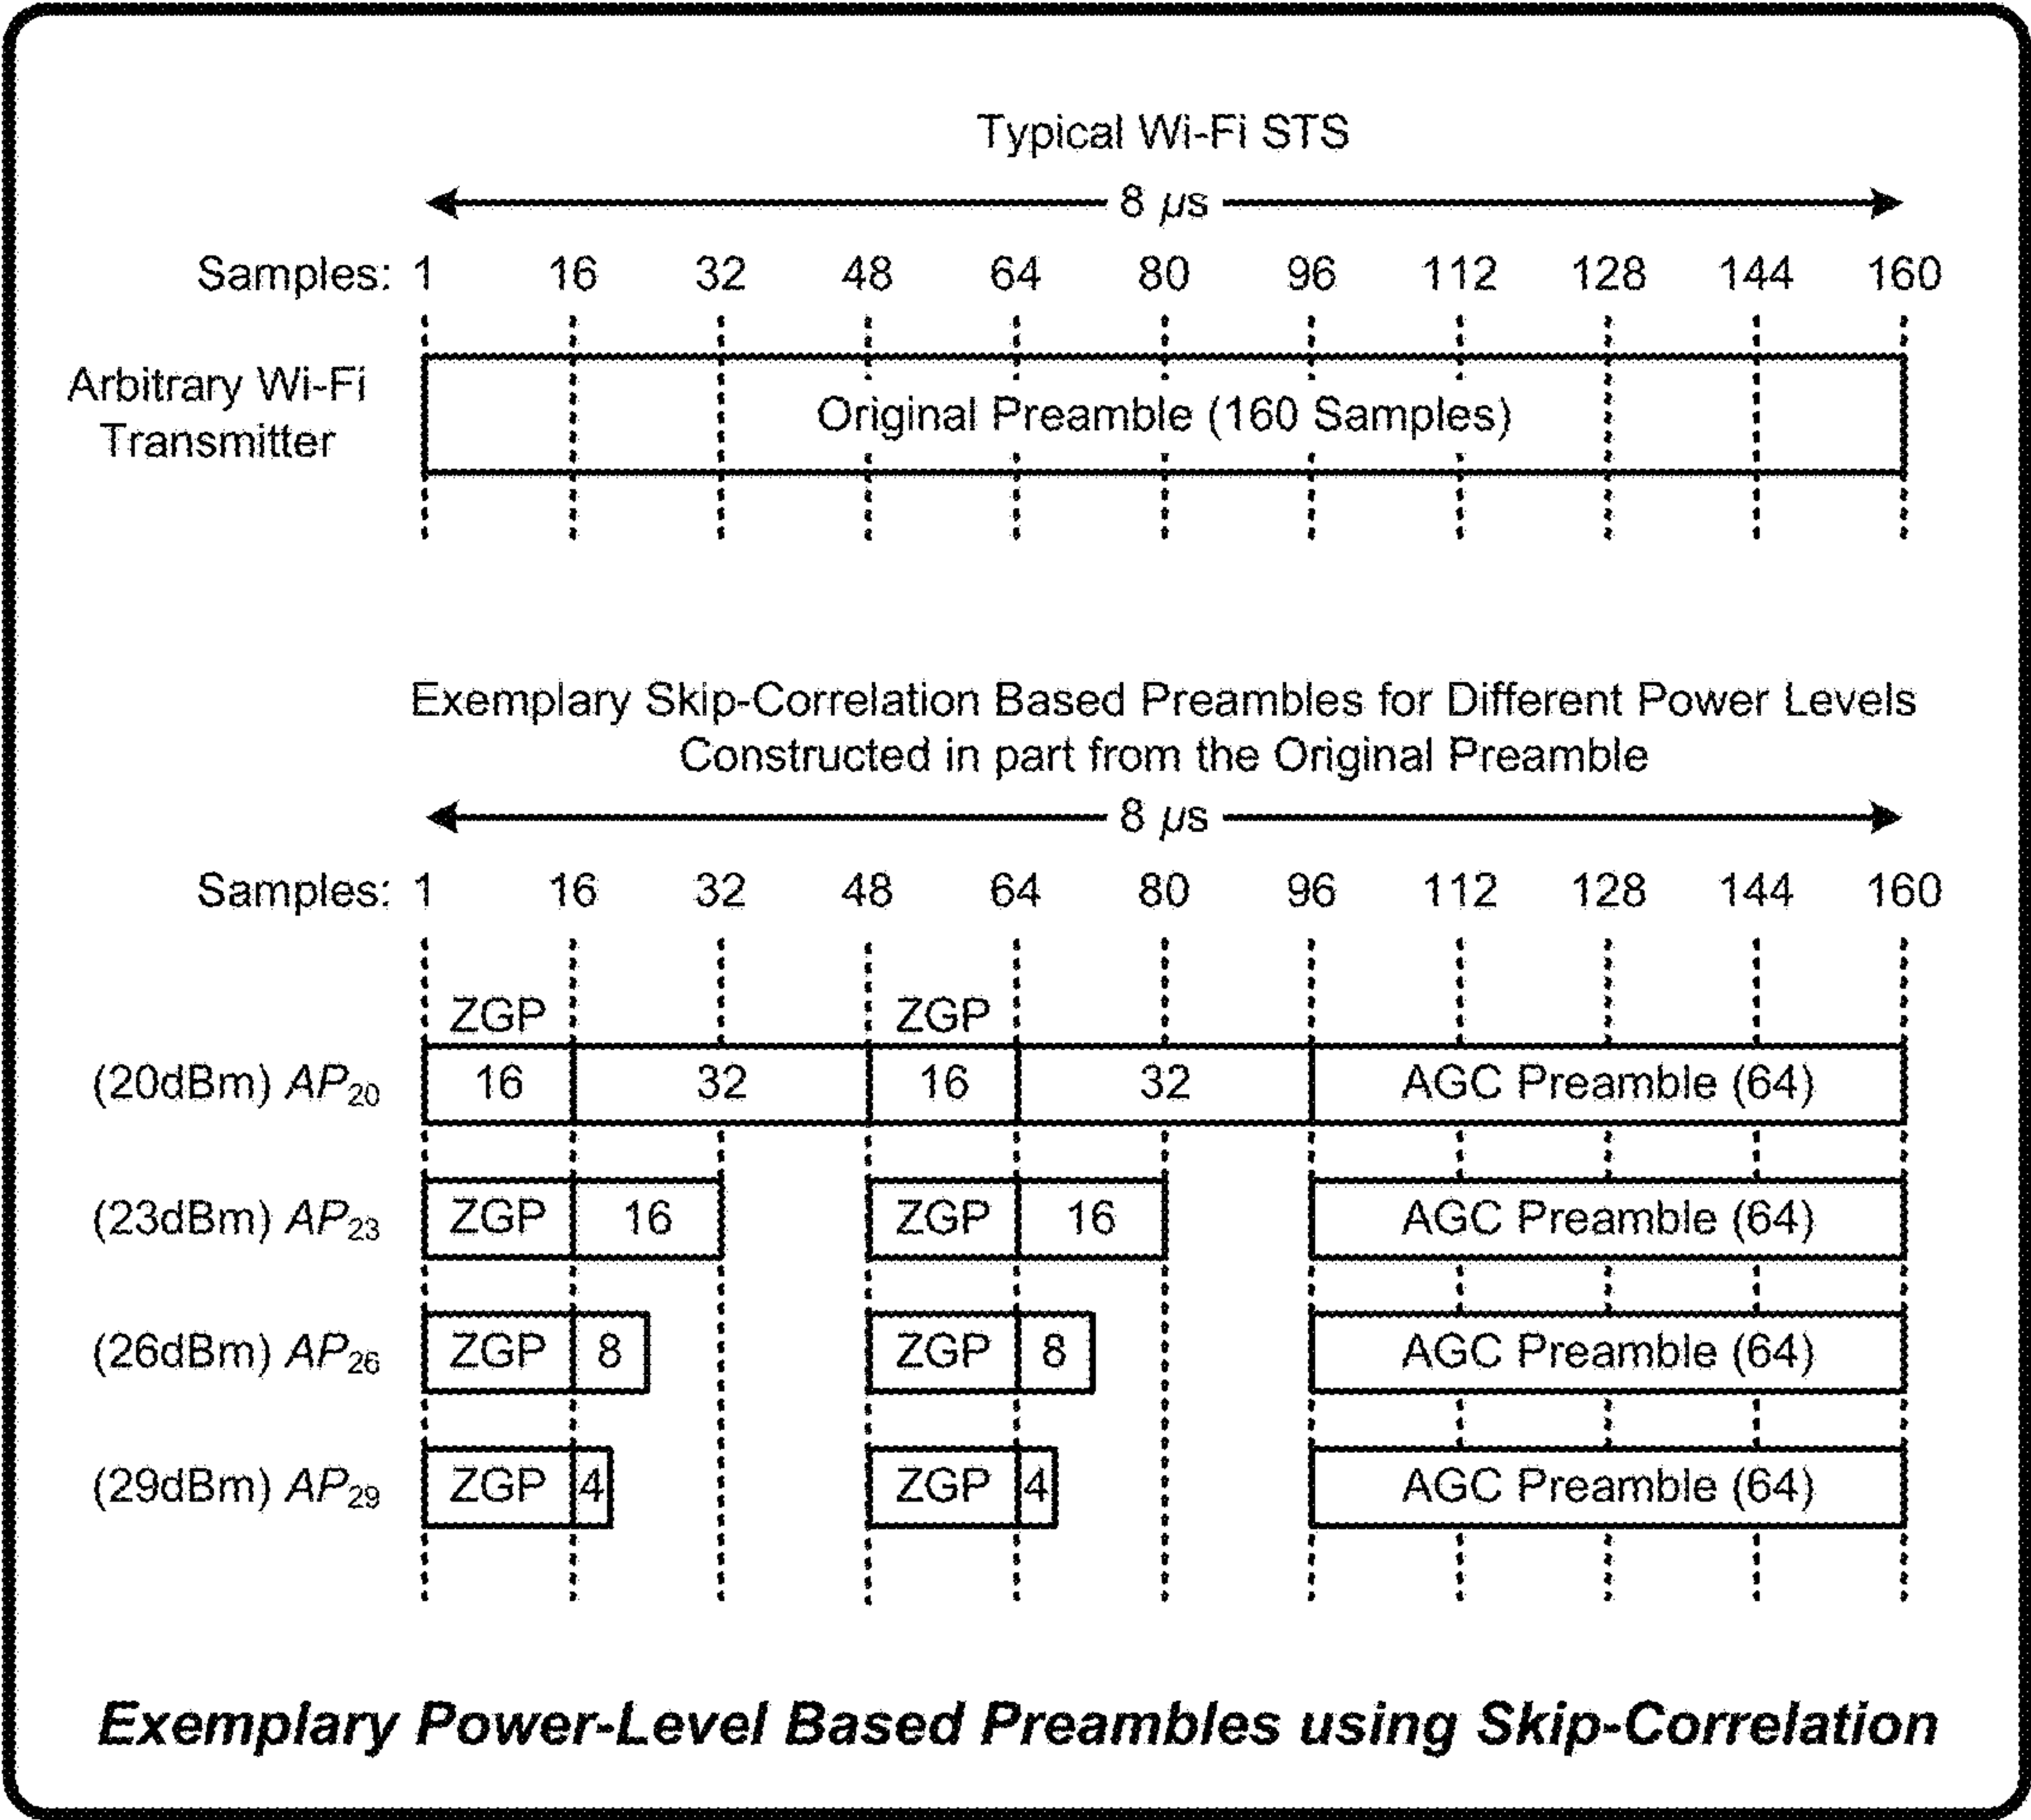 Typical Wi-Fi STS
8 µs
Samples: 1 16 32 48 64 80 96 112 128 144 160
Arbitrary Wi-Fi
Transmitter
Original Preamble (160 Samples)
Exemplary Skip-Correlation Based Preambles for Different Power Levels
Constructed in part from the Original Preamble
8 µs
Samples: 1 16 32 48 64 80 96 112 128 144 160
ZGP ZGP
(20dBm) AP20 16 32 16 32 AGC Preamble (64)
(23dBm) AP23 ZGP 16 ZGP 16 AGC Preamble (64)
(26dBm) AP26 ZGP 8 ZGP 8 AGC Preamble (64)
(29dBm) AP29 ZGP 4 ZGP 4 AGC Preamble (64)
Exemplary Power-Level Based Preambles using Skip-Correlation